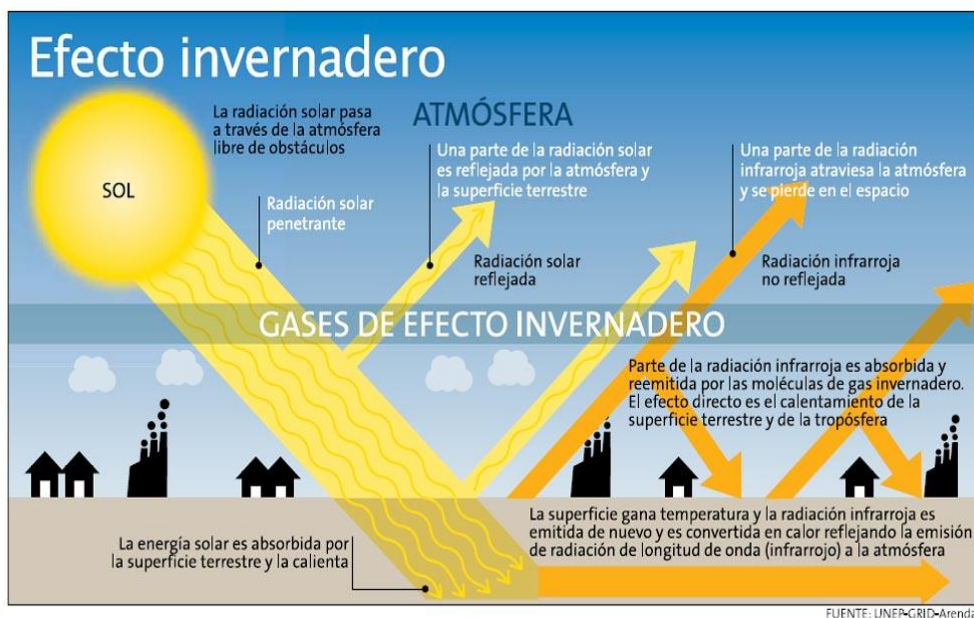 Efecto invernadero
SOL
La radiación solar pasa
a través de la atmósfera
libre de obstáculos
Radiación solar
penetrante
ATMÓSFERA
Una parte de la radiación solar
es reflejada por la atmósfera y
la superficie terrestre
Radiación solar
reflejada
Una parte de la radiación
infrarroja atraviesa la atmósfera
y se pierde en el espacio
Radiación infrarroja
no reflejada
GASES DE EFECTO INVERNADERO
Parte de la radiación infrarroja es absorbida y
reemitida por las moléculas de gas invernadero.
El efecto directo es el calentamiento de la
superficie terrestre y de la tropósfera
La energía solar es absorbida por
la superficie terrestre y la calienta
La superficie gana temperatura y la radiación infrarroja es
emitida de nuevo y es convertida en calor reflejando la emisión
de radiación de longitud de onda (infrarrojo) a la atmósfera
FUENTE: UNEP-GRID-Arenda